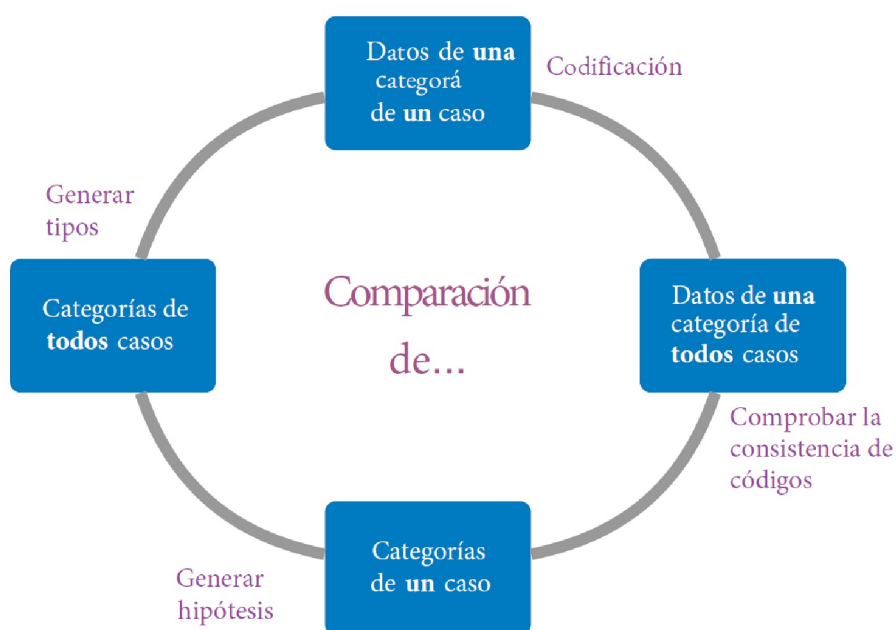 Datos de una
categorá
de un caso
Codificación
Generar
tipos
Categorías de
todos casos
Comparación
de...
Datos de una
categoría de
todos casos
Comprobar la
consistencia de
códigos
Categorías
de un caso
Generar
hipótesis